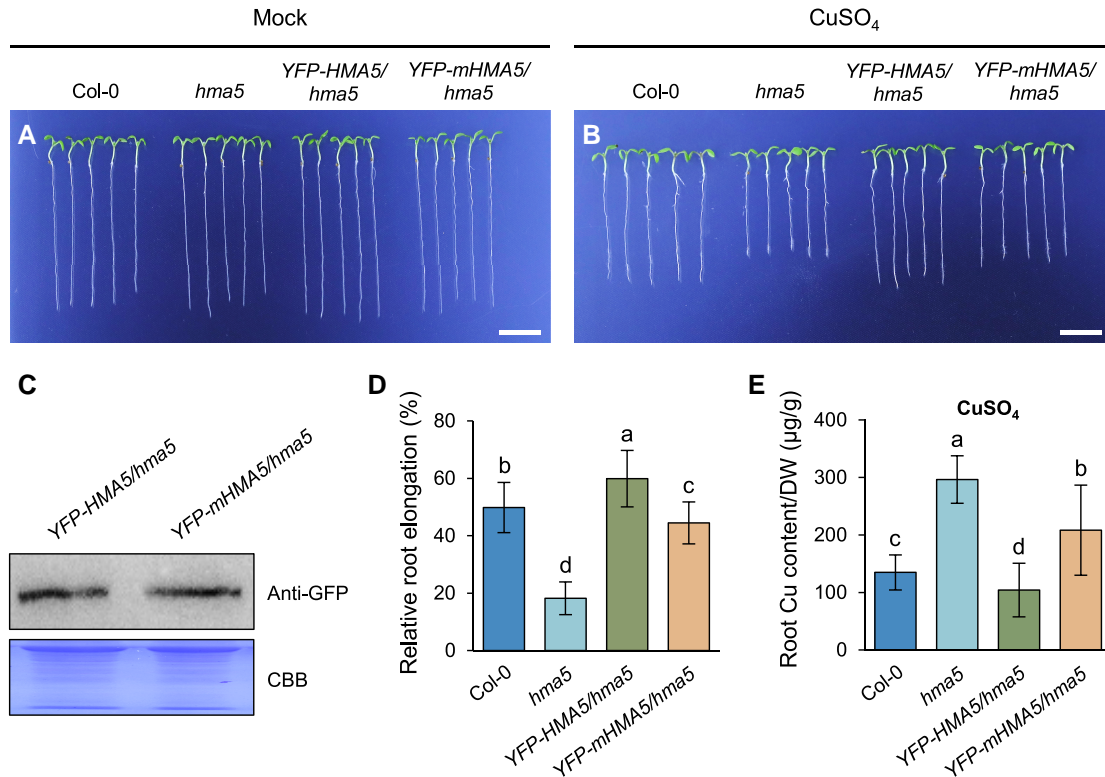 Mock
CuSO₄
Col-0
hma5
YFP-HMA5/
hma5
YFP-mHMA5/
hma5
Col-0
hma5
YFP-HMA5/
hma5
YFP-mHMA5/
hma5
A
B
C
YFP-HMA5/hma5
YFP-mHMA5/hma5
Anti-GFP
CBB
D
Relative root elongation (%)
80
60
40
20
0
b
d
a
c
Col-0
hma5
YFP-HMA5/hma5
YFP-mHMA5/hma5
E
CuSO₄
Root Cu content/DW (µg/g)
400
300
200
100
0
c
a
d
b
Col-0
hma5
YFP-HMA5/hma5
YFP-mHMA5/hma5